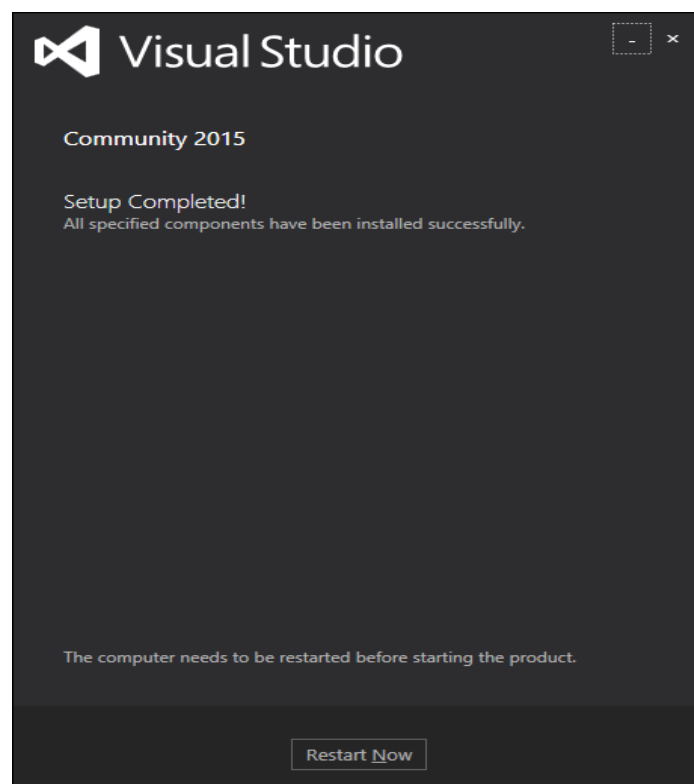 Visual Studio
Community 2015
Setup Completed!
All specified components have been installed successfully.
The computer needs to be restarted before starting the product.
Restart Now